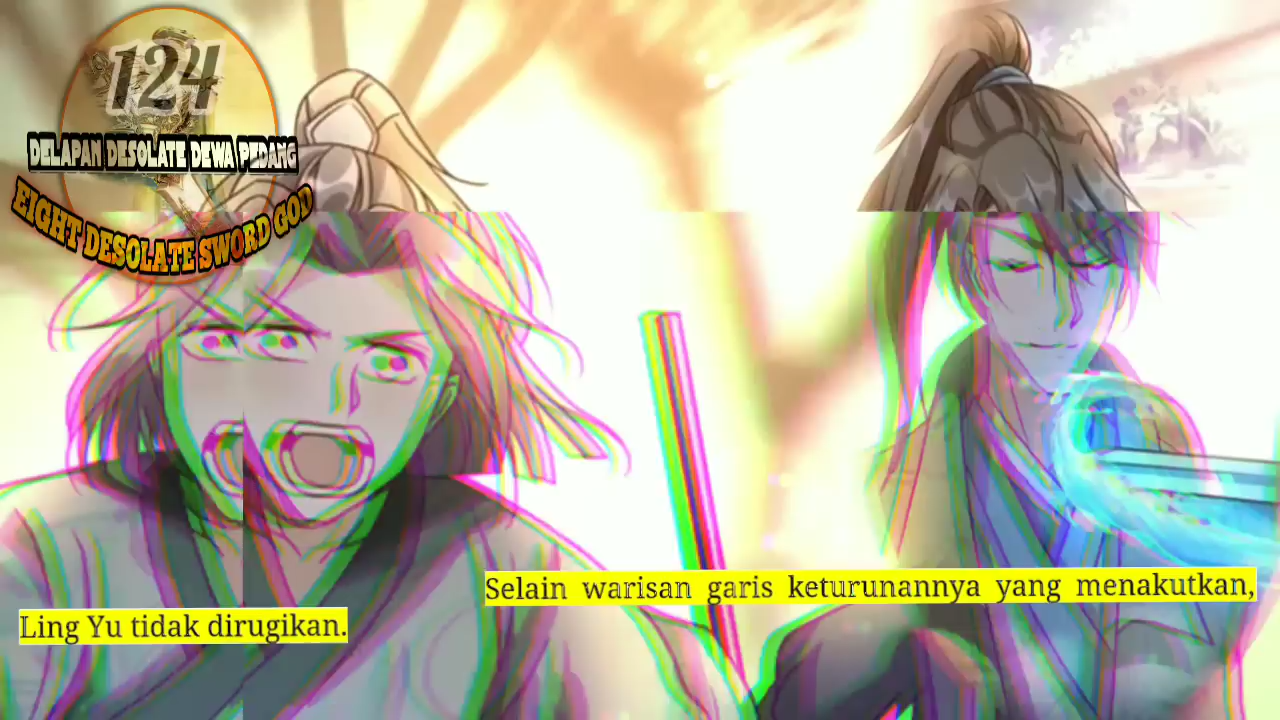 124
DELAPAN DESOLATE DEWA PEDANG
EIGHT DESOLATE SWORD GOD
Selain warisan garis keturunannya yang menakutkan,
Ling Yu tidak dirugikan.